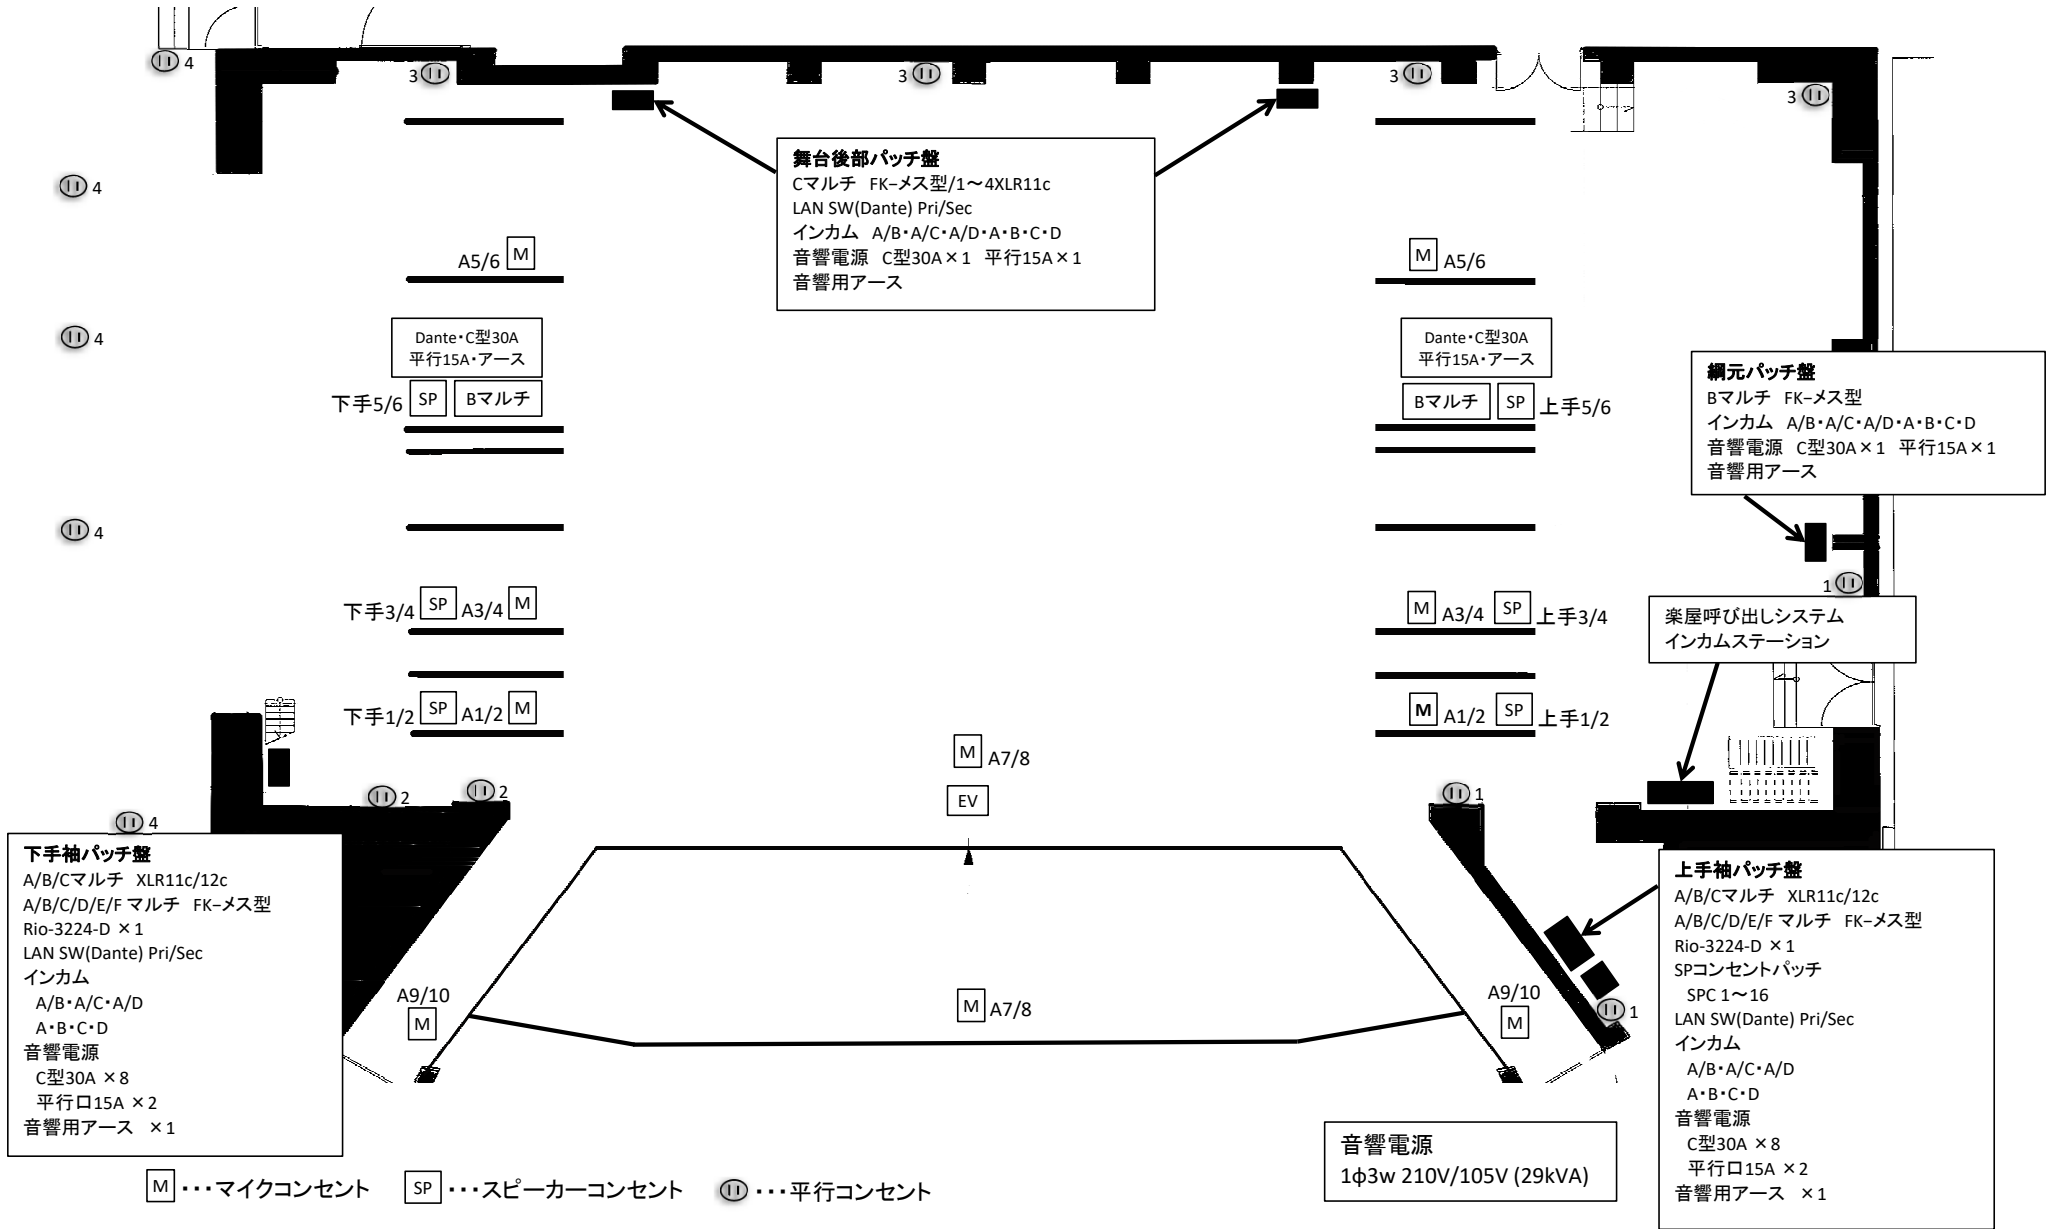 4
3
3
3
3
舞台後部パッチ盤
Cマルチ FK−メス型/1～4XLR11c
LAN SW(Dante) Pri/Sec
インカム A/B・A/C・A/D・A・B・C・D
音響電源 C型30A×1 平行15A×1
音響用アース
4
A5/6 M
M A5/6
4
Dante・C型30A
平行15A・アース
Dante・C型30A
平行15A・アース
下手5/6 SP Bマルチ
Bマルチ SP 上手5/6
綱元パッチ盤
Bマルチ FK−メス型
インカム A/B・A/C・A/D・A・B・C・D
音響電源 C型30A×1 平行15A×1
音響用アース
4
1
下手3/4 SP A3/4 M
M A3/4 SP 上手3/4
楽屋呼び出しシステム
インカムステーション
下手1/2 SP A1/2 M
M A1/2 SP 上手1/2
M A7/8
EV
2
2
1
4
下手袖パッチ盤
A/B/Cマルチ XLR11c/12c
A/B/C/D/E/F マルチ FK−メス型
Rio-3224-D ×1
LAN SW(Dante) Pri/Sec
インカム
A/B・A/C・A/D
A・B・C・D
音響電源
C型30A ×8
平行口15A ×2
音響用アース ×1
A9/10
M
M A7/8
A9/10
M
1
上手袖パッチ盤
A/B/Cマルチ XLR11c/12c
A/B/C/D/E/F マルチ FK−メス型
Rio-3224-D ×1
SPコンセントパッチ
SPC 1～16
LAN SW(Dante) Pri/Sec
インカム
A/B・A/C・A/D
A・B・C・D
音響電源
C型30A ×8
平行口15A ×2
音響用アース ×1
音響電源
1φ3w 210V/105V (29kVA)
M ・・・マイクコンセント SP ・・・スピーカーコンセント ・・・平行コンセント